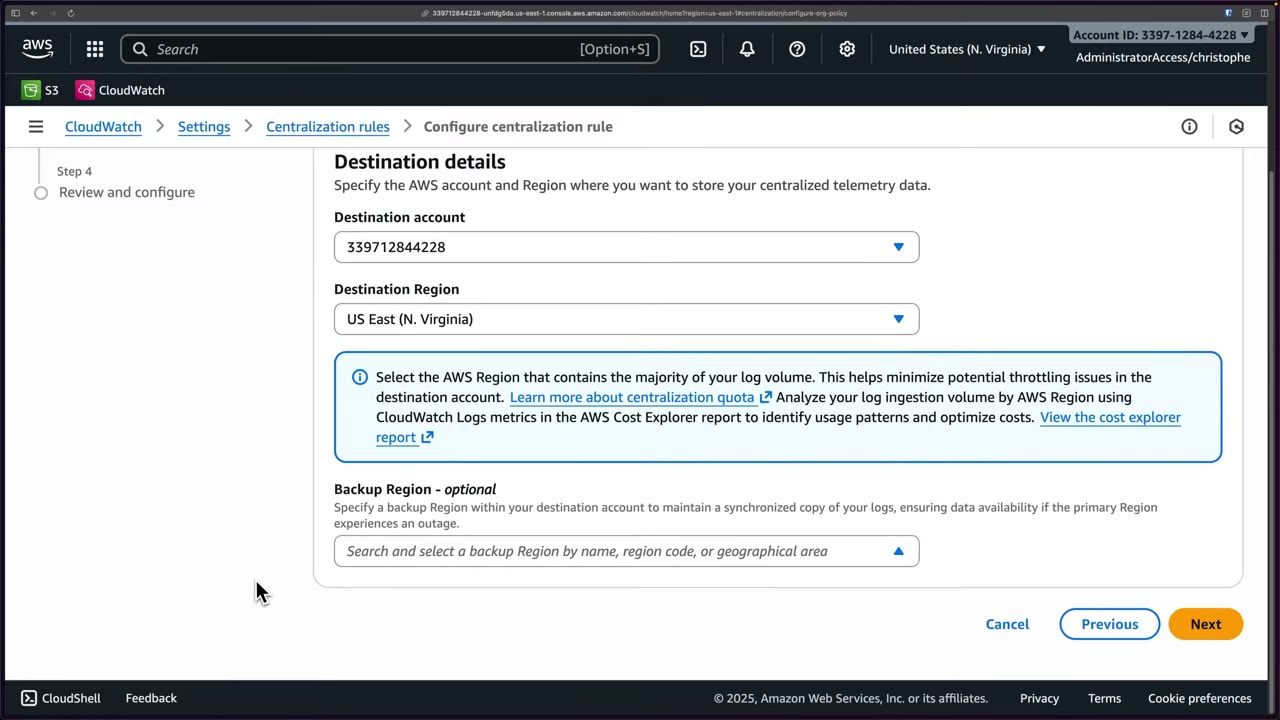 339712844228-unfdg5da.us-east-1.console.aws.amazon.com/cloudwatch/home?region=us-east-1#centralization/configure-org-policy
aws
Search
[Option+S]
United States (N. Virginia)
Account ID: 3397-1284-4228
AdministratorAccess/christophe
S3
CloudWatch
CloudWatch
Settings
Centralization rules
Configure centralization rule
Step 4
Review and configure
Destination details
Specify the AWS account and Region where you want to store your centralized telemetry data.
Destination account
339712844228
Destination Region
US East (N. Virginia)
Select the AWS Region that contains the majority of your log volume. This helps minimize potential throttling issues in the
destination account. Learn more about centralization quota Analyze your log ingestion volume by AWS Region using
CloudWatch Logs metrics in the AWS Cost Explorer report to identify usage patterns and optimize costs. View the cost explorer
report
Backup Region - optional
Specify a backup Region within your destination account to maintain a synchronized copy of your logs, ensuring data availability if the primary Region
experiences an outage.
Search and select a backup Region by name, region code, or geographical area
Cancel
Previous
Next
CloudShell
Feedback
© 2025, Amazon Web Services, Inc. or its affiliates.
Privacy
Terms
Cookie preferences